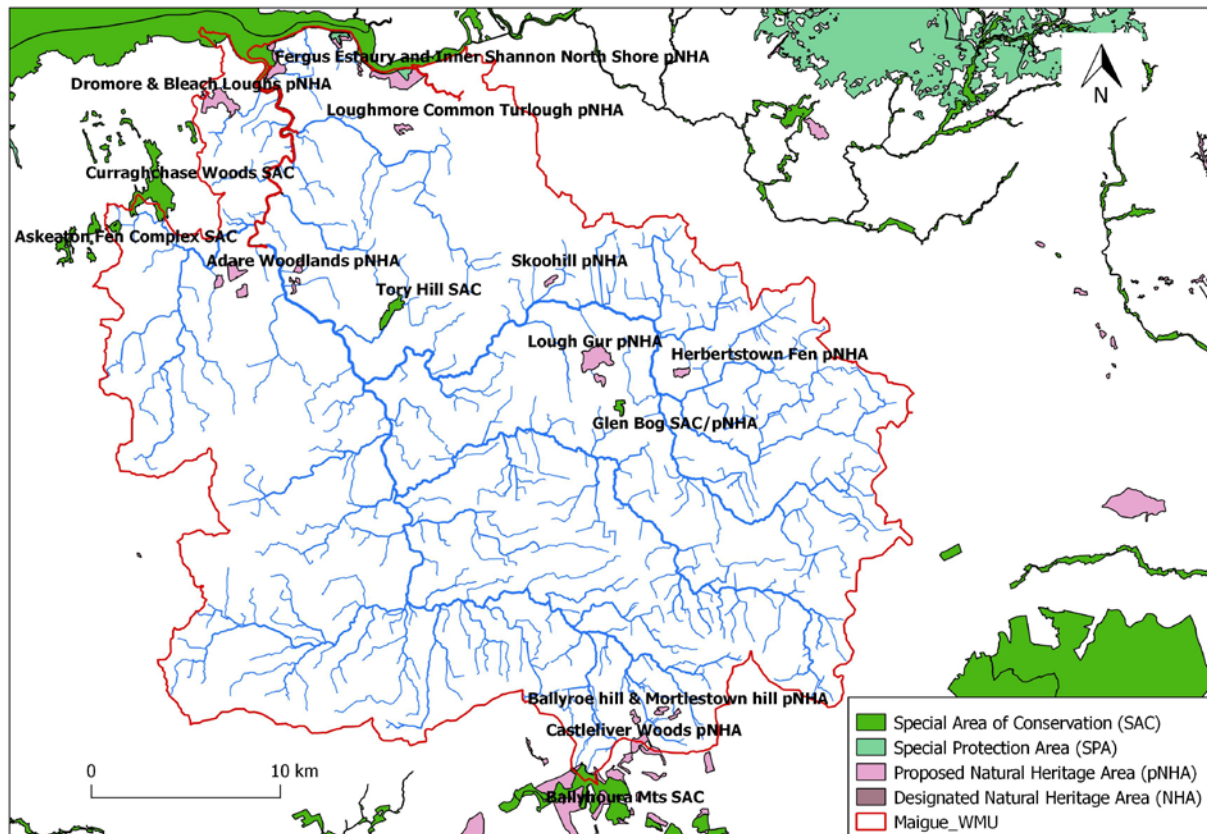 Fergus Estaury and Inner Shannon North Shore pNHA
Dromore & Bleach Loughs pNHA
Loughmore Common Turlough pNHA
N
Curraghchase Woods SAC
Askeaton Fen Complex SAC
Adare Woodlands pNHA
Skoohill pNHA
Tory Hill SAC
Lough Gur pNHA
Herbertstown Fen pNHA
Glen Bog SAC/pNHA
Ballyroe hill & Mortlestown hill pNHA
Castleliver Woods pNHA
Ballyhoura Mts SAC
0 10 km
Special Area of Conservation (SAC)
Special Protection Area (SPA)
Proposed Natural Heritage Area (pNHA)
Designated Natural Heritage Area (NHA)
Maigue_WMU